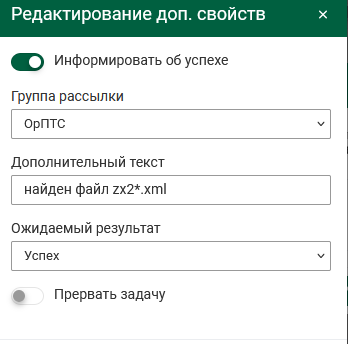 Редактирование доп. свойств
Информировать об успехе
Группа рассылки
ОрПТС
Дополнительный текст
найден файл zx2*.xml
Ожидаемый результат
Успех
Прервать задачу